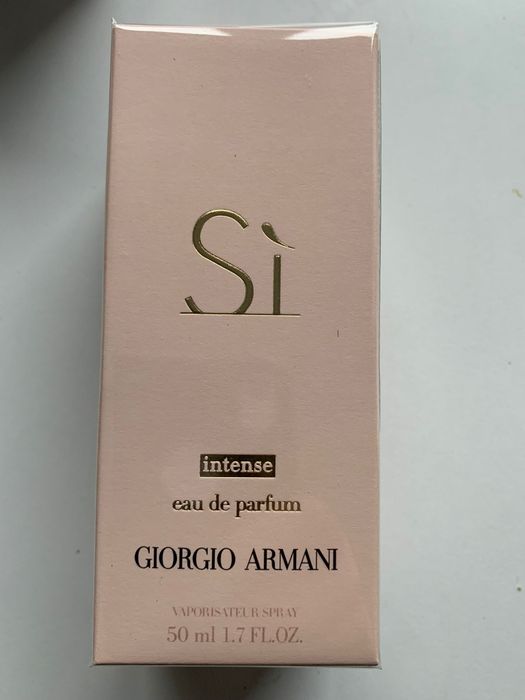 Sì
intense
eau de parfum
GIORGIO ARMANI
VAPORISATEUR SPRAY
50 ml 1.7 FL.OZ.